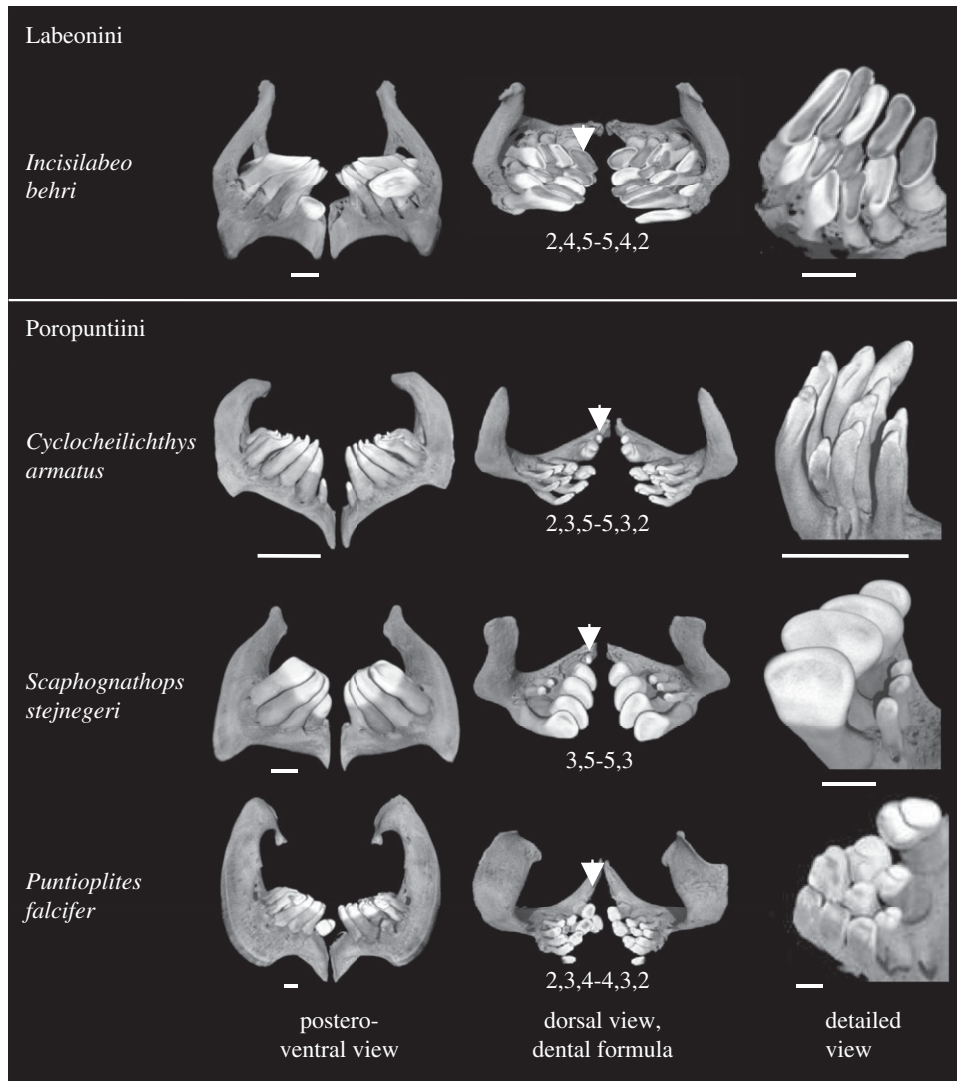 Labeonini
Incisilabeo
behri
2,4,5-5,4,2
Poropuntiini
Cyclocheilichthys
armatus
2,3,5-5,3,2
Scaphognathops
stejnegeri
3,5-5,3
Puntioplites
falcifer
2,3,4-4,3,2
postero-
ventral view
dorsal view,
dental formula
detailed
view